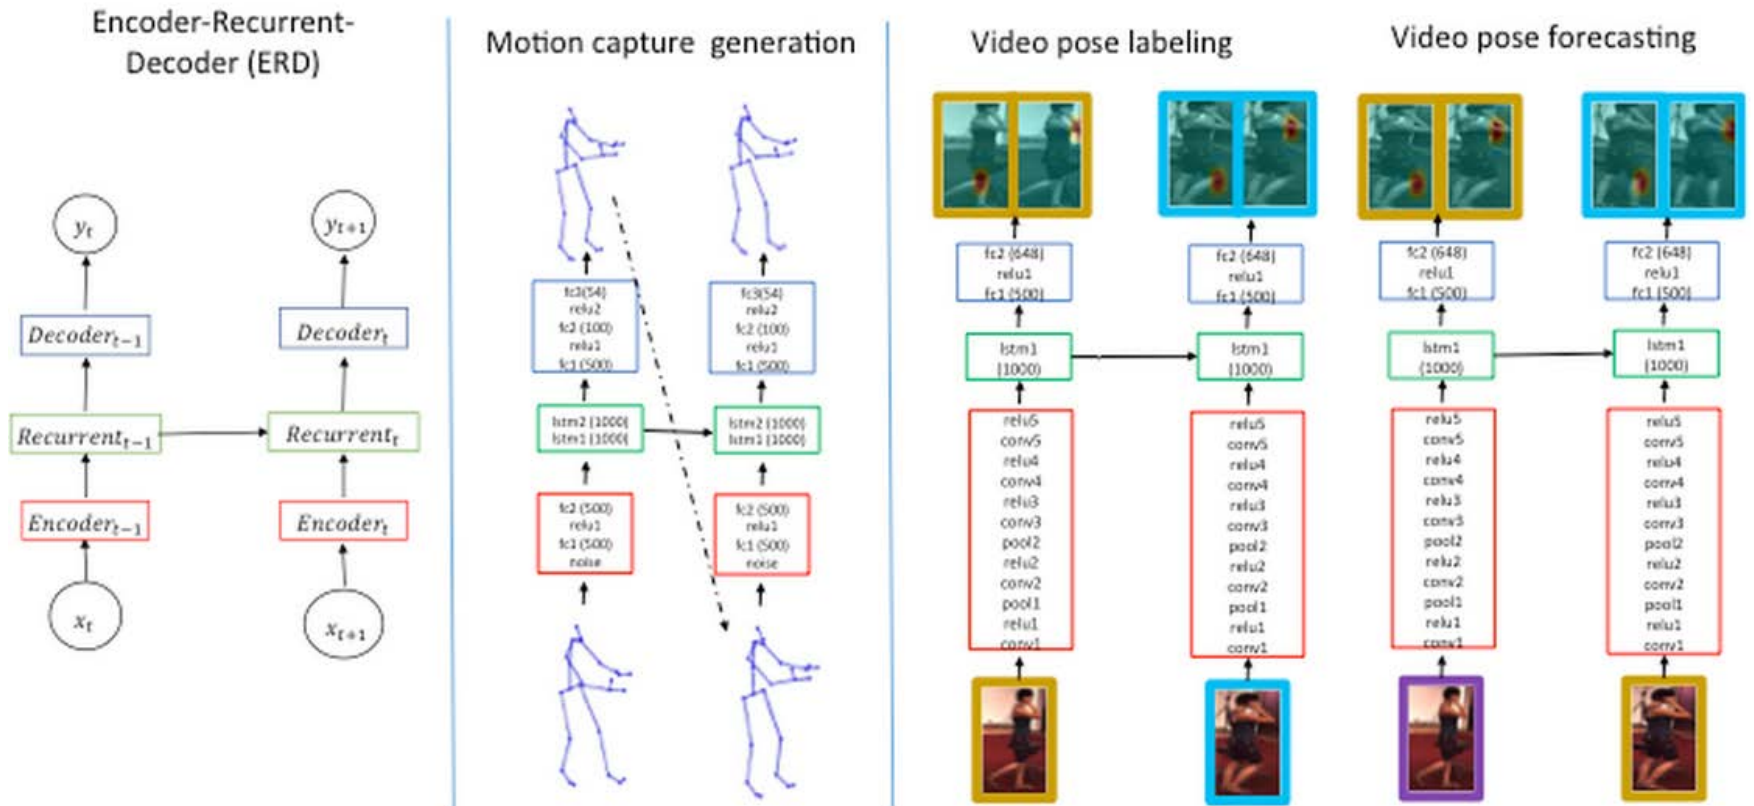 Encoder-Recurrent-
Decoder (ERD)
y_t
y_{t+1}
Decoder_{t−1}
Decoder_t
Recurrent_{t−1}
Recurrent_t
Encoder_{t−1}
Encoder_t
x_t
x_{t+1}
Motion capture generation
fc3(54)
relu2
fc2 (100)
relu1
fc1 (500)
lstm2 (1000)
lstm1 (1000)
fc2 (500)
relu1
fc1 (500)
noise
fc3(54)
relu2
fc2 (100)
relu1
fc1 (500)
lstm2 (1000)
lstm1 (1000)
fc2 (500)
relu1
fc1 (500)
noise
Video pose labeling
fc2 (648)
relu1
fc1 (500)
lstm1
(1000)
relu5
conv5
relu4
conv4
relu3
conv3
pool2
relu2
conv2
pool1
relu1
conv1
fc2 (648)
relu1
fc1 (500)
lstm1
(1000)
relu5
conv5
relu4
conv4
relu3
conv3
pool2
relu2
conv2
pool1
relu1
conv1
Video pose forecasting
fc2 (648)
relu1
fc1 (500)
lstm1
(1000)
relu5
conv5
relu4
conv4
relu3
conv3
pool2
relu2
conv2
pool1
relu1
conv1
fc2 (648)
relu1
fc1 (500)
lstm1
(1000)
relu5
conv5
relu4
conv4
relu3
conv3
pool2
relu2
conv2
pool1
relu1
conv1